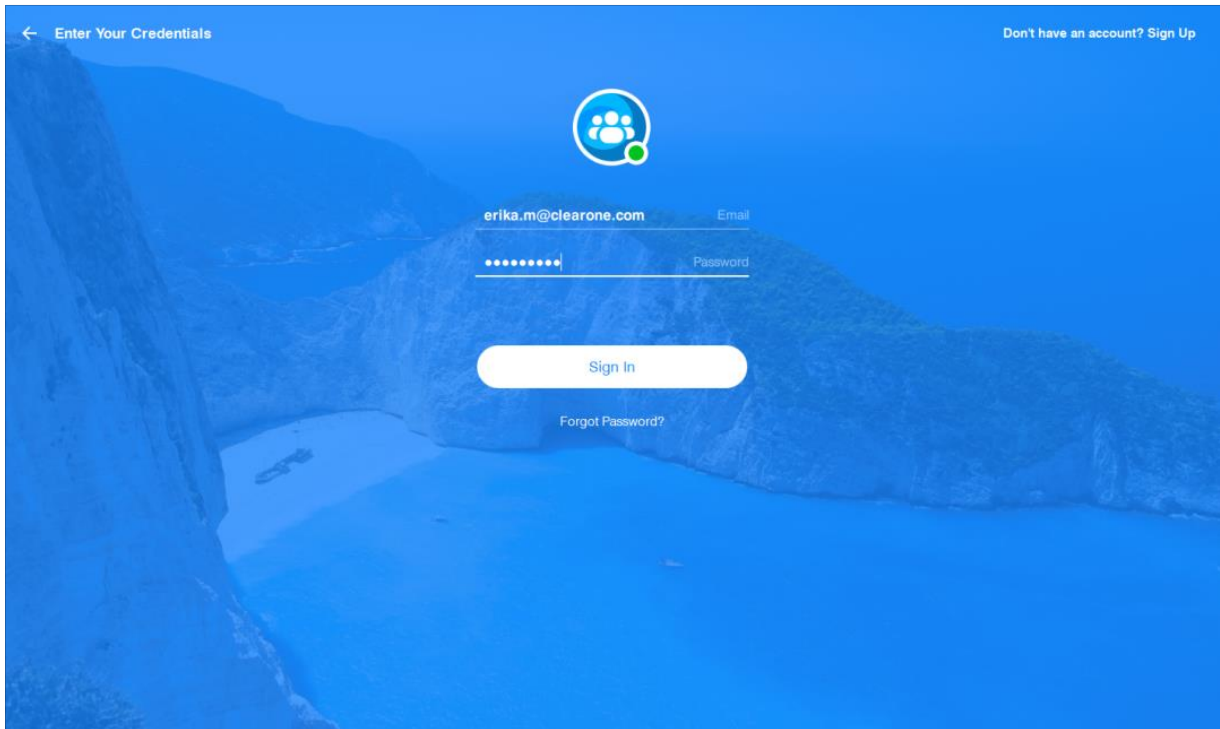 Enter Your Credentials
Don't have an account? Sign Up
erika.m@clearone.com Email
••••••••• Password
Sign In
Forgot Password?